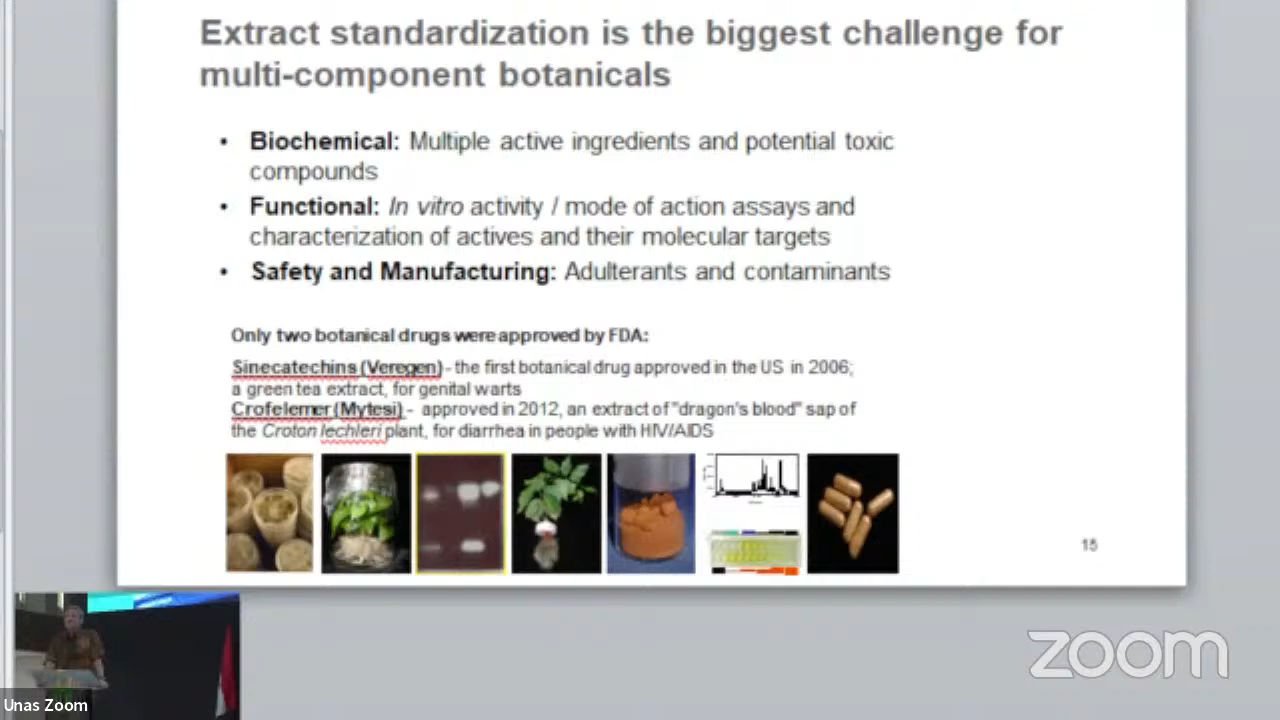 Extract standardization is the biggest challenge for
multi-component botanicals
• Biochemical: Multiple active ingredients and potential toxic
compounds
• Functional: In vitro activity / mode of action assays and
characterization of actives and their molecular targets
• Safety and Manufacturing: Adulterants and contaminants
Only two botanical drugs were approved by FDA:
Sinecatechins (Veregen) - the first botanical drug approved in the US in 2006;
a green tea extract, for genital warts
Crofelemer (Mytesi) - approved in 2012, an extract of "dragon's blood" sap of
the Croton lechleri plant, for diarrhea in people with HIV/AIDS
15
zoom
Unas Zoom